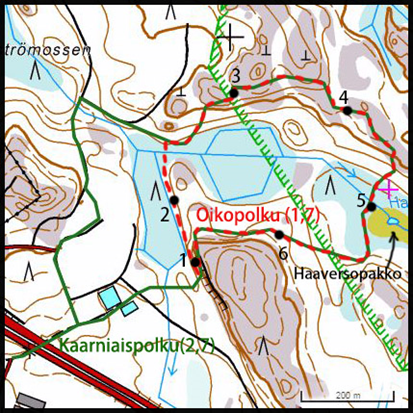 trömossen
3
4
2
Oikopolku (1,7)
5
1
6
Haaversopakko
Kaarniaispolku(2,7)
200 m